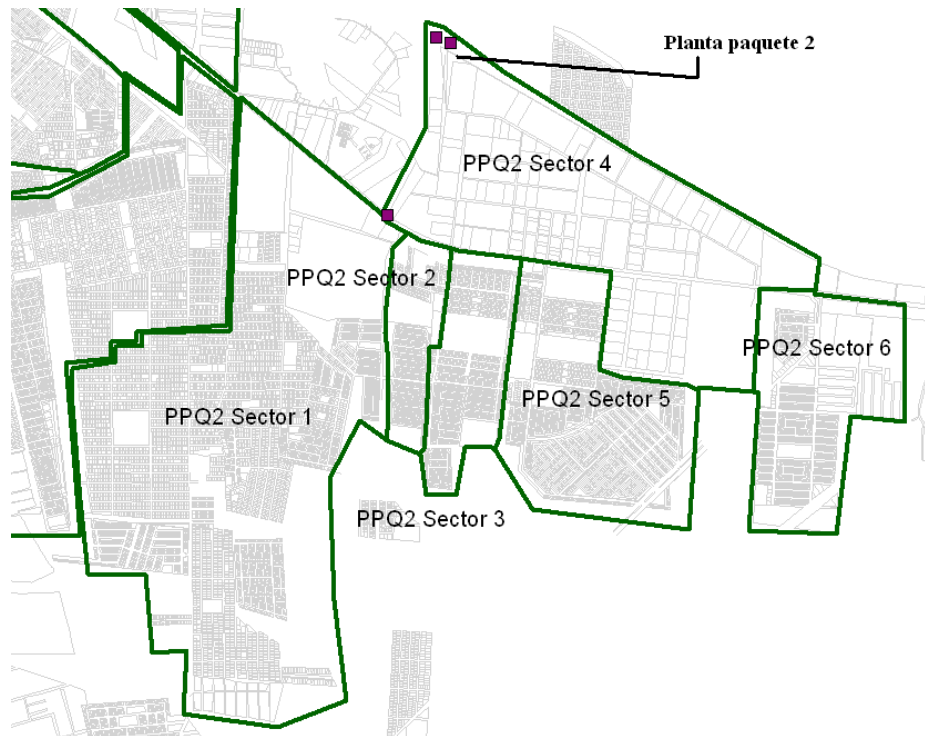 Planta paquete 2
PPQ2 Sector 4
PPQ2 Sector 2
PPQ2 Sector 6
PPQ2 Sector 5
PPQ2 Sector 1
PPQ2 Sector 3